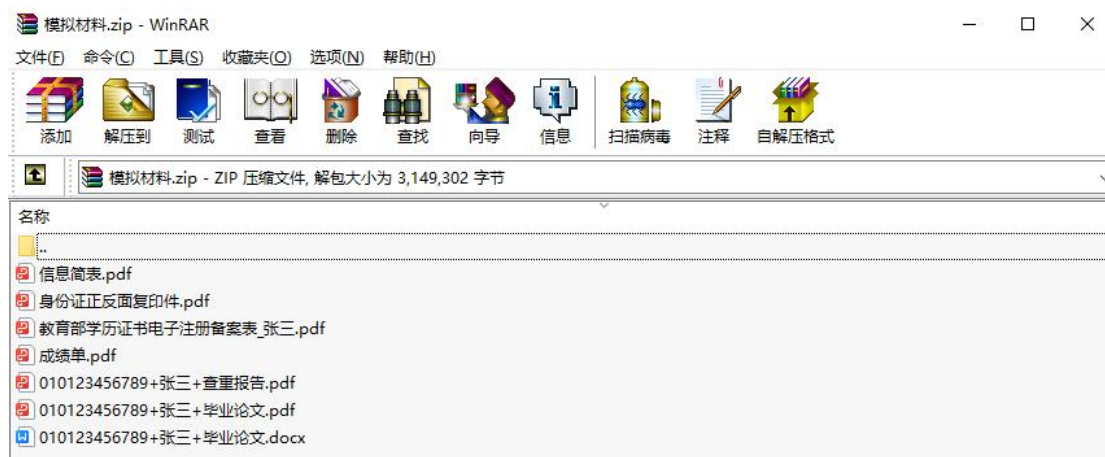 模拟材料.zip - WinRAR
文件(F) 命令(C) 工具(S) 收藏夹(O) 选项(N) 帮助(H)
添加 解压到 测试 查看 删除 查找 向导 信息 扫描病毒 注释 自解压格式
模拟材料.zip - ZIP 压缩文件, 解包大小为 3,149,302 字节
名称
..
信息简表.pdf
身份证正反面复印件.pdf
教育部学历证书电子注册备案表_张三.pdf
成绩单.pdf
010123456789+张三+查重报告.pdf
010123456789+张三+毕业论文.pdf
010123456789+张三+毕业论文.docx